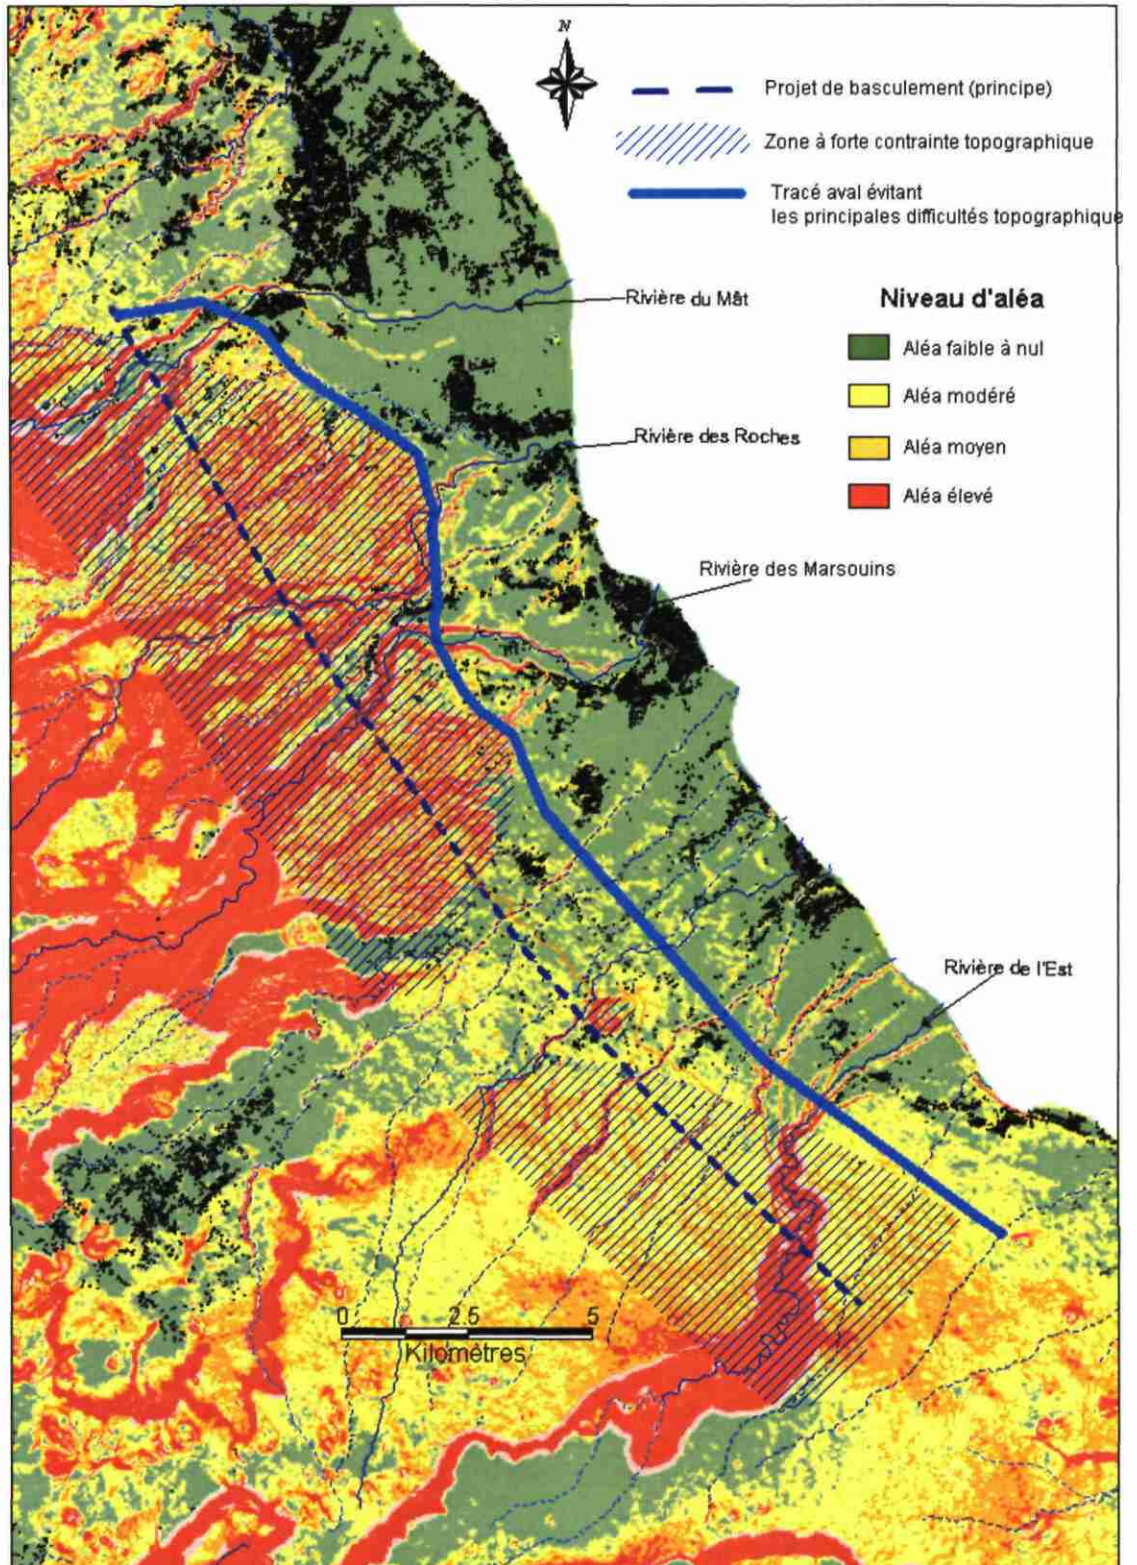 N
Projet de basculement (principe)
Zone à forte contrainte topographique
Tracé aval évitant
les principales difficultés topographique
Rivière du Mât
Niveau d'aléa
Aléa faible à nul
Aléa modéré
Aléa moyen
Aléa élevé
Rivière des Roches
Rivière des Marsouins
Rivière de l'Est
0 2.5 5
Kilomètres